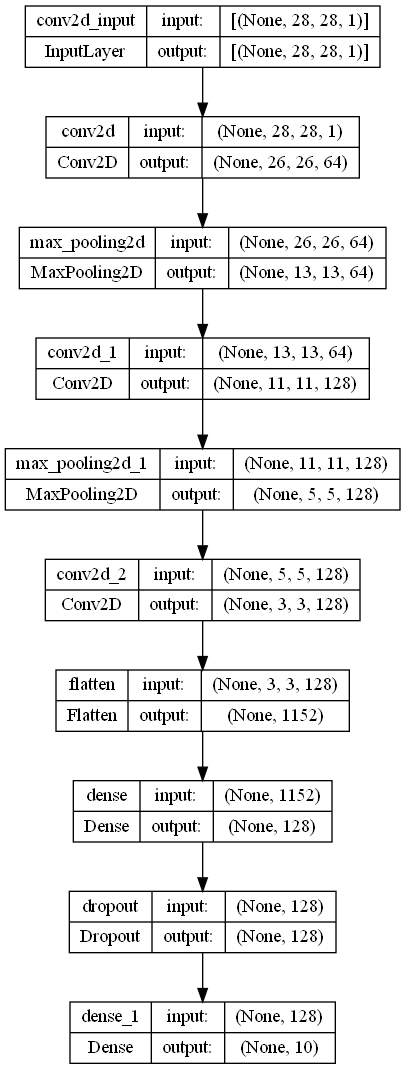 conv2d_input input: [(None, 28, 28, 1)]
InputLayer output: [(None, 28, 28, 1)]
conv2d input: (None, 28, 28, 1)
Conv2D output: (None, 26, 26, 64)
max_pooling2d input: (None, 26, 26, 64)
MaxPooling2D output: (None, 13, 13, 64)
conv2d_1 input: (None, 13, 13, 64)
Conv2D output: (None, 11, 11, 128)
max_pooling2d_1 input: (None, 11, 11, 128)
MaxPooling2D output: (None, 5, 5, 128)
conv2d_2 input: (None, 5, 5, 128)
Conv2D output: (None, 3, 3, 128)
flatten input: (None, 3, 3, 128)
Flatten output: (None, 1152)
dense input: (None, 1152)
Dense output: (None, 128)
dropout input: (None, 128)
Dropout output: (None, 128)
dense_1 input: (None, 128)
Dense output: (None, 10)